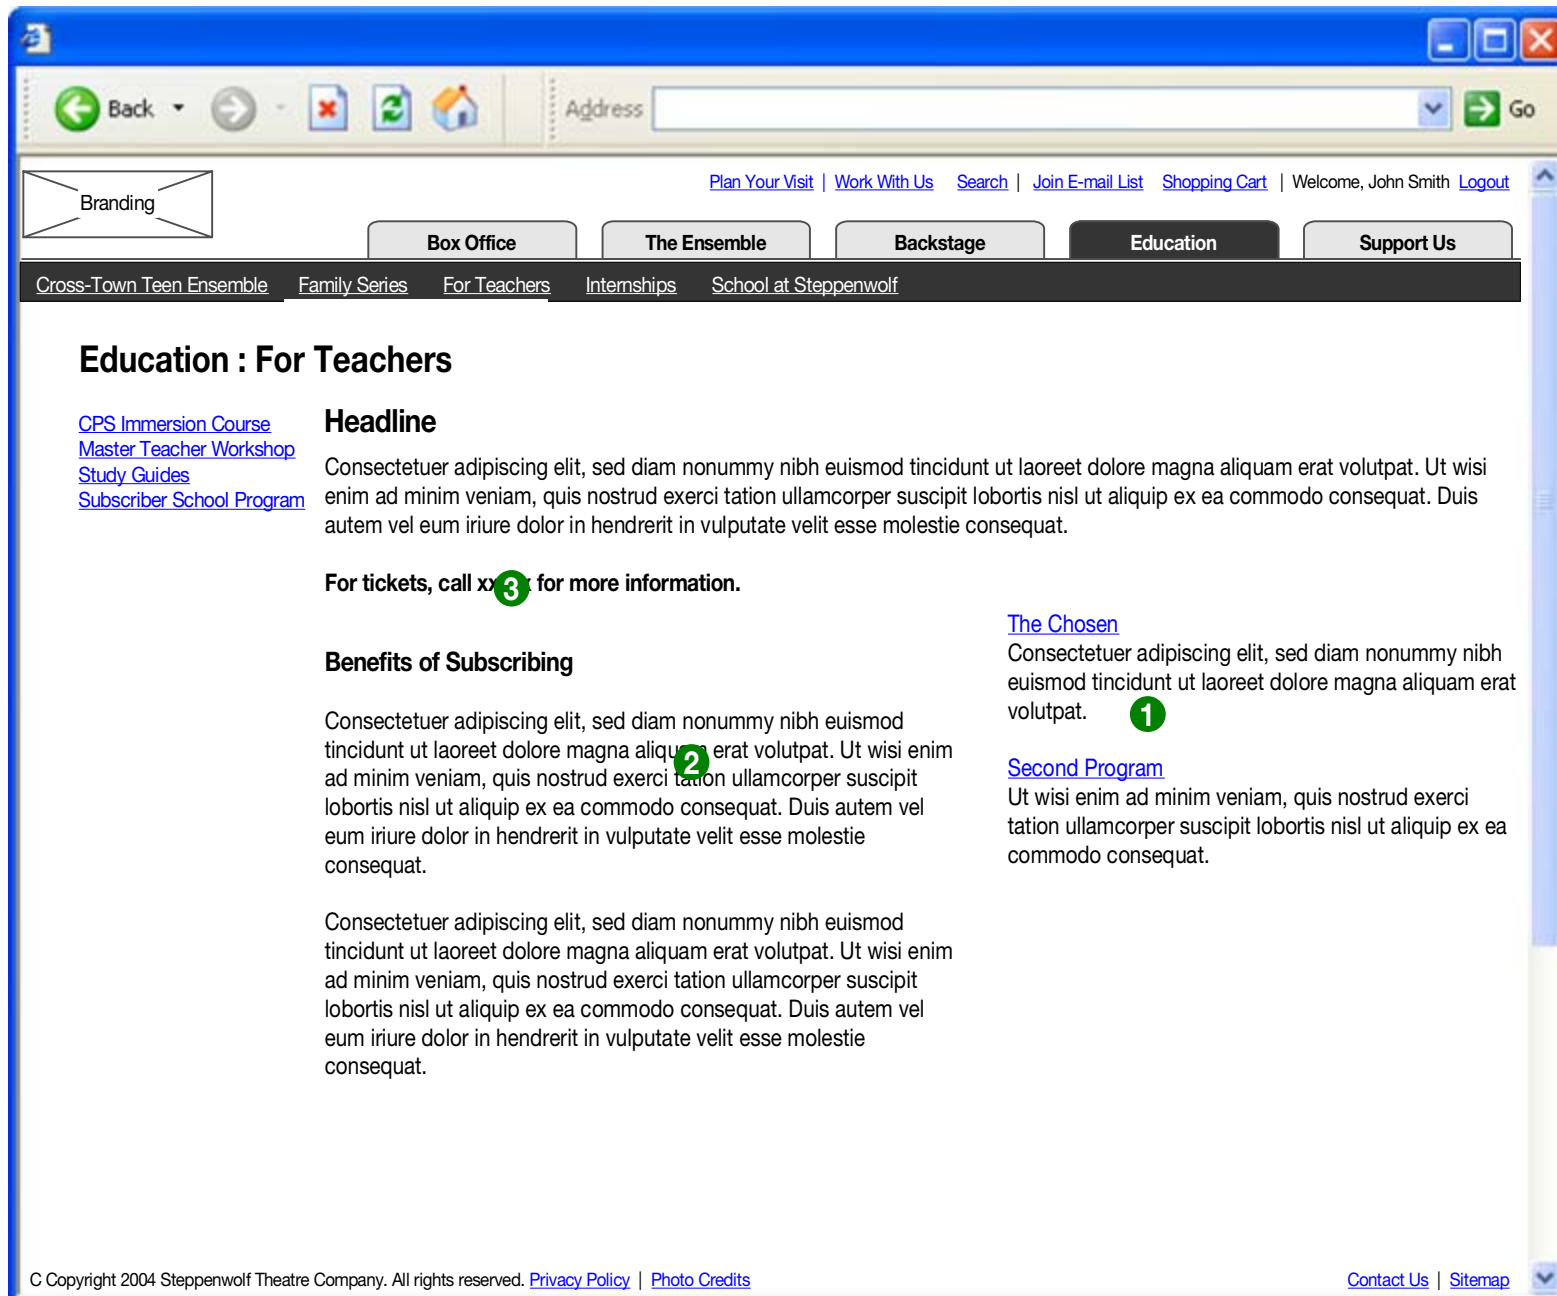 Back
Address
Go
Branding
Plan Your Visit | Work With Us Search | Join E-mail List Shopping Cart | Welcome, John Smith Logout
Box Office The Ensemble Backstage Education Support Us
Cross-Town Teen Ensemble Family Series For Teachers Internships School at Steppenwolf
Education : For Teachers
CPS Immersion Course
Master Teacher Workshop
Study Guides
Subscriber School Program
Headline
Consectetuer adipiscing elit, sed diam nonummy nibh euismod tincidunt ut laoreet dolore magna aliquam erat volutpat. Ut wisi
enim ad minim veniam, quis nostrud exerci tation ullamcorper suscipit lobortis nisl ut aliquip ex ea commodo consequat. Duis
autem vel eum iriure dolor in hendrerit in vulputate velit esse molestie consequat.
For tickets, call 3 for more information.
Benefits of Subscribing
Consectetuer adipiscing elit, sed diam nonummy nibh euismod
tincidunt ut laoreet dolore magna aliquam erat volutpat. Ut wisi enim
2
ad minim veniam, quis nostrud exerci tation ullamcorper suscipit
lobortis nisl ut aliquip ex ea commodo consequat. Duis autem vel
eum iriure dolor in hendrerit in vulputate velit esse molestie
consequat.
Consectetuer adipiscing elit, sed diam nonummy nibh euismod
tincidunt ut laoreet dolore magna aliquam erat volutpat. Ut wisi enim
ad minim veniam, quis nostrud exerci tation ullamcorper suscipit
lobortis nisl ut aliquip ex ea commodo consequat. Duis autem vel
eum iriure dolor in hendrerit in vulputate velit esse molestie
consequat.
The Chosen
Consectetuer adipiscing elit, sed diam nonummy nibh
euismod tincidunt ut laoreet dolore magna aliquam erat
volutpat. 1
Second Program
Ut wisi enim ad minim veniam, quis nostrud exerci
tation ullamcorper suscipit lobortis nisl ut aliquip ex ea
commodo consequat.
C Copyright 2004 Steppenwolf Theatre Company. All rights reserved. Privacy Policy | Photo Credits
Contact Us | Sitemap